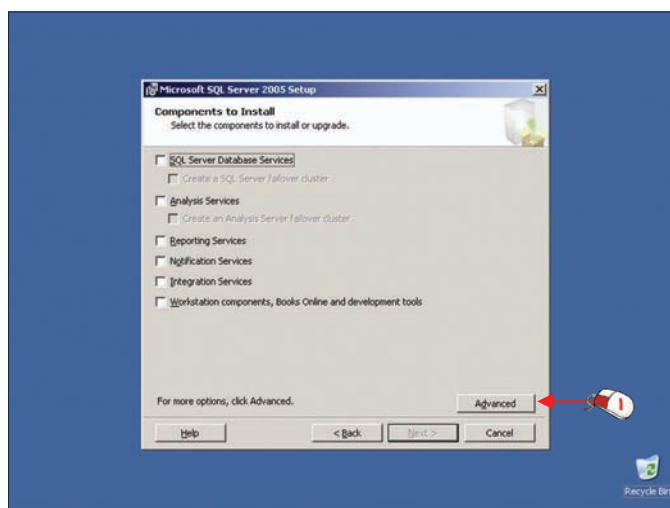 Microsoft SQL Server 2005 Setup
Components to Install
Select the components to install or upgrade.
SQL Server Database Services
Create a SQL Server failover cluster
Analysis Services
Create an Analysis Server failover cluster
Reporting Services
Notification Services
Integration Services
Workstation components, Books Online and development tools
For more options, click Advanced.
Advanced
1
Help
< Back
Next >
Cancel
Recycle Bin